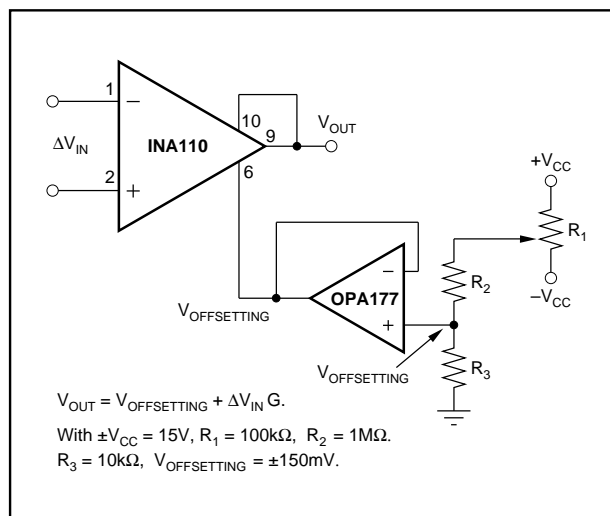 1
10
9
V_OUT
ΔV_IN
INA110
6
2
+V_CC
R_1
−V_CC
OPA177
R_2
V_OFFSETTING
V_OFFSETTING
R_3
V_OUT = V_OFFSETTING + ΔV_IN G.
With ±V_CC = 15V, R_1 = 100kΩ, R_2 = 1MΩ.
R_3 = 10kΩ, V_OFFSETTING = ±150mV.